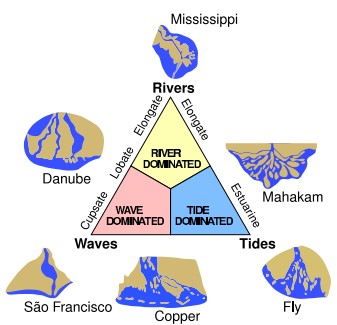 Mississippi
Rivers
Elongate
Elongate
Lobate
RIVER
DOMINATED
Danube
Mahakam
Cuspate
Estuarine
WAVE
DOMINATED
TIDE
DOMINATED
Waves
Tides
São Francisco
Copper
Fly